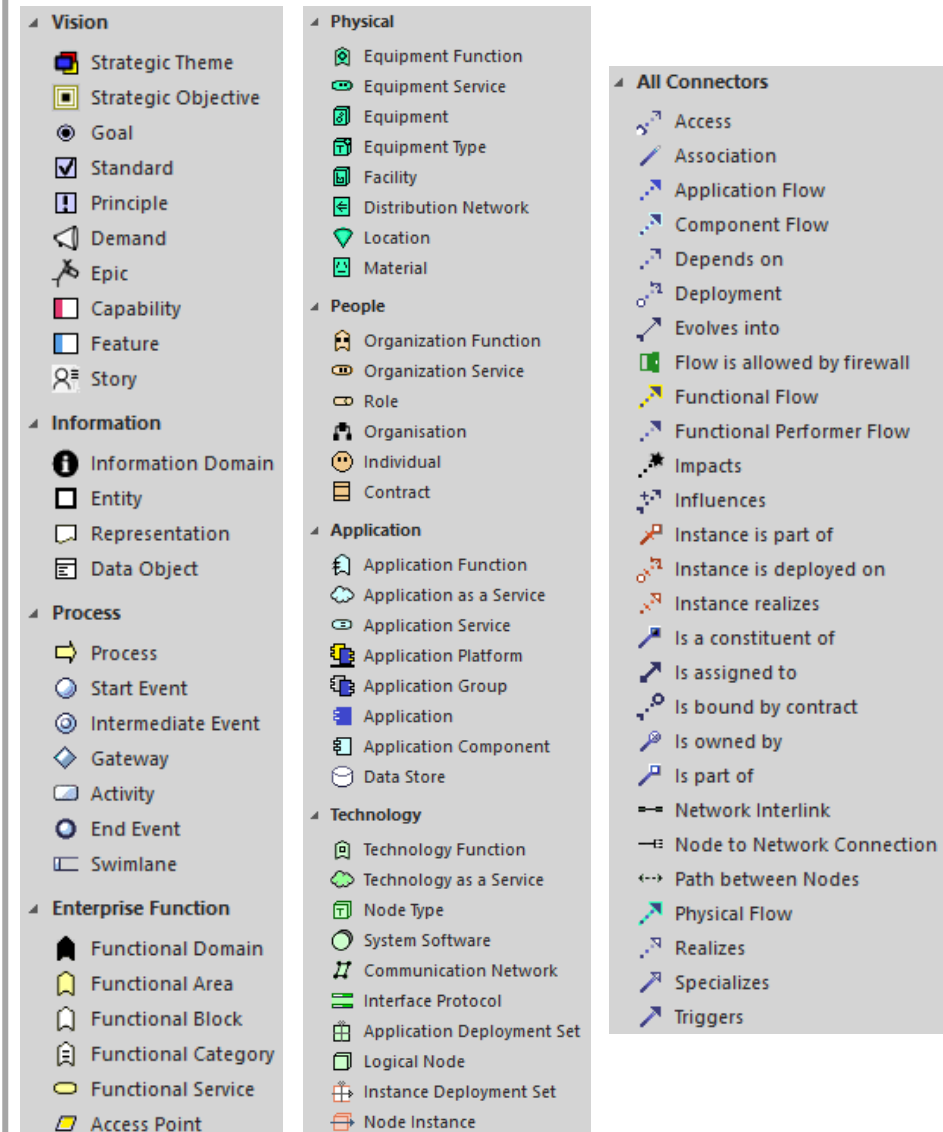 Vision
Strategic Theme
Strategic Objective
Goal
Standard
Principle
Demand
Epic
Capability
Feature
Story
Information
Information Domain
Entity
Representation
Data Object
Process
Process
Start Event
Intermediate Event
Gateway
Activity
End Event
Swimlane
Enterprise Function
Functional Domain
Functional Area
Functional Block
Functional Category
Functional Service
Access Point
Physical
Equipment Function
Equipment Service
Equipment
Equipment Type
Facility
Distribution Network
Location
Material
People
Organization Function
Organization Service
Role
Organisation
Individual
Contract
Application
Application Function
Application as a Service
Application Service
Application Platform
Application Group
Application
Application Component
Data Store
Technology
Technology Function
Technology as a Service
Node Type
System Software
Communication Network
Interface Protocol
Application Deployment Set
Logical Node
Instance Deployment Set
Node Instance
All Connectors
Access
Association
Application Flow
Component Flow
Depends on
Deployment
Evolves into
Flow is allowed by firewall
Functional Flow
Functional Performer Flow
Impacts
Influences
Instance is part of
Instance is deployed on
Instance realizes
Is a constituent of
Is assigned to
Is bound by contract
Is owned by
Is part of
Network Interlink
Node to Network Connection
Path between Nodes
Physical Flow
Realizes
Specializes
Triggers